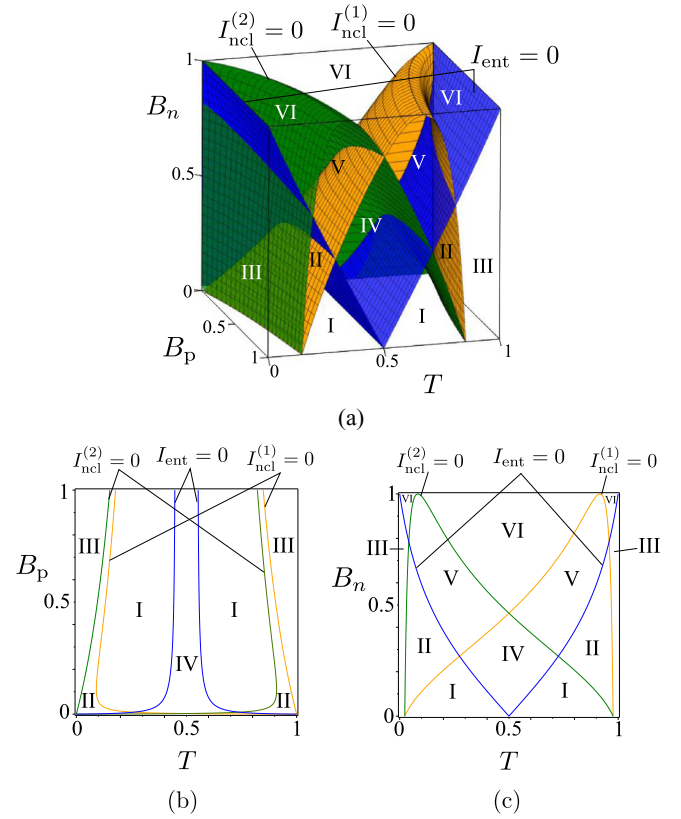 I_ncl^(2) = 0
I_ncl^(1) = 0
I_ent = 0
1
VI
B_n
VI
VI
0.5
V
V
IV
III
II
II
III
0
I
I
0.5
B_p
1
0
0.5
1
T
(a)
I_ncl^(2) = 0
I_ent = 0
I_ncl^(1) = 0
1
III
III
B_p
0.5
I
I
IV
II
II
0
0
0.5
1
T
(b)
I_ncl^(2) = 0
I_ent = 0
I_ncl^(1) = 0
1
VI
VI
VI
III
III
B_n
V
V
0.5
II
II
IV
I
I
0
0
0.5
1
T
(c)